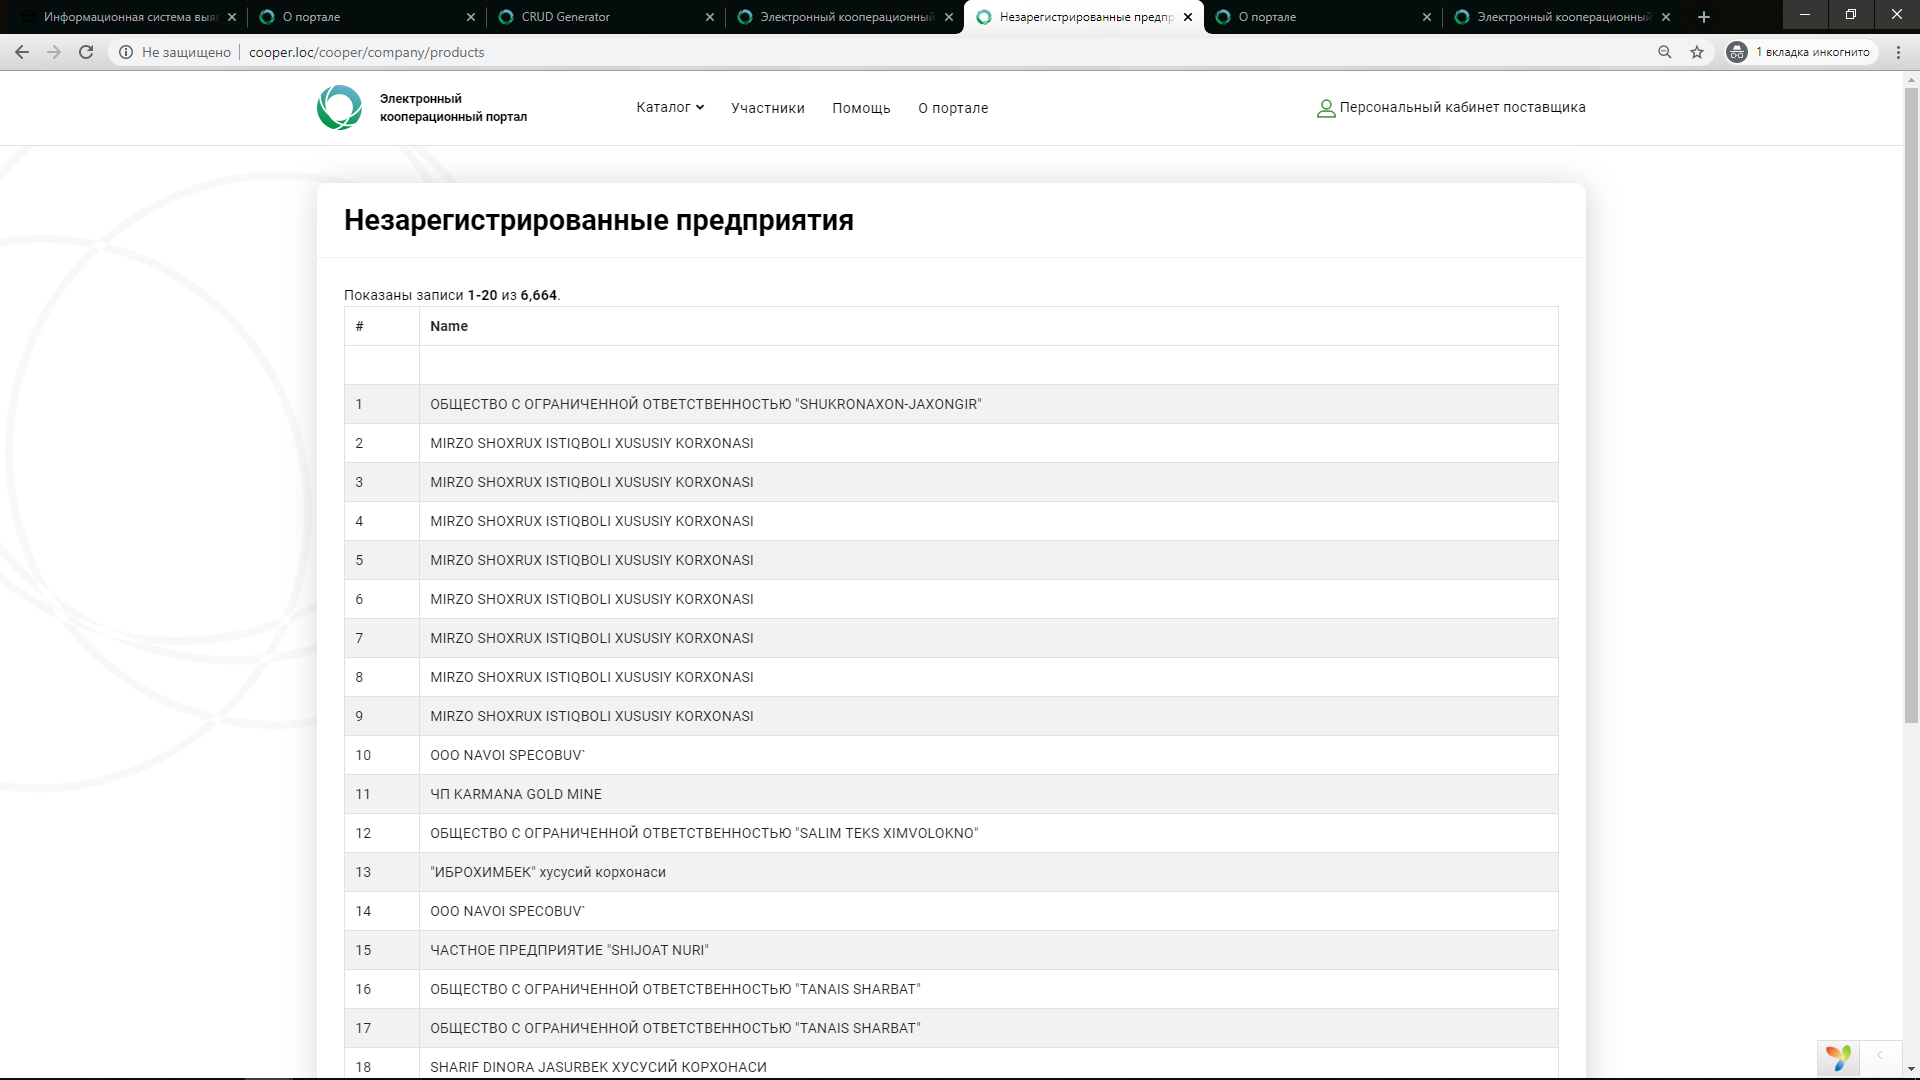 Информационная система выя
О портале
CRUD Generator
Электронный кооперационный
Незарегистрированные предпр
О портале
Электронный кооперационный
Не защищено
cooper.loc/cooper/company/products
1 вкладка инкогнито
Электронный
кооперационный портал
Каталог
Участники
Помощь
О портале
Персональный кабинет поставщика
Незарегистрированные предприятия
Показаны записи 1-20 из 6,664.
# Name
1 ОБЩЕСТВО С ОГРАНИЧЕННОЙ ОТВЕТСТВЕННОСТЬЮ "SHUKRONAXON-JAXONGIR"
2 MIRZO SHOXRUX ISTIQBOLI XUSUSIY KORXONASI
3 MIRZO SHOXRUX ISTIQBOLI XUSUSIY KORXONASI
4 MIRZO SHOXRUX ISTIQBOLI XUSUSIY KORXONASI
5 MIRZO SHOXRUX ISTIQBOLI XUSUSIY KORXONASI
6 MIRZO SHOXRUX ISTIQBOLI XUSUSIY KORXONASI
7 MIRZO SHOXRUX ISTIQBOLI XUSUSIY KORXONASI
8 MIRZO SHOXRUX ISTIQBOLI XUSUSIY KORXONASI
9 MIRZO SHOXRUX ISTIQBOLI XUSUSIY KORXONASI
10 ООО NAVOI SPECOBUV`
11 ЧП KARMANA GOLD MINE
12 ОБЩЕСТВО С ОГРАНИЧЕННОЙ ОТВЕТСТВЕННОСТЬЮ "SALIM TEKS XIMVOLOKNO"
13 "ИБРОХИМБЕК" хусусий корхонаси
14 ООО NAVOI SPECOBUV`
15 ЧАСТНОЕ ПРЕДПРИЯТИЕ "SHIJOAT NURI"
16 ОБЩЕСТВО С ОГРАНИЧЕННОЙ ОТВЕТСТВЕННОСТЬЮ "TANAIS SHARBAT"
17 ОБЩЕСТВО С ОГРАНИЧЕННОЙ ОТВЕТСТВЕННОСТЬЮ "TANAIS SHARBAT"
18 SHARIF DINORA JASURBEK ХУСУСИЙ КОРХОНАСИ